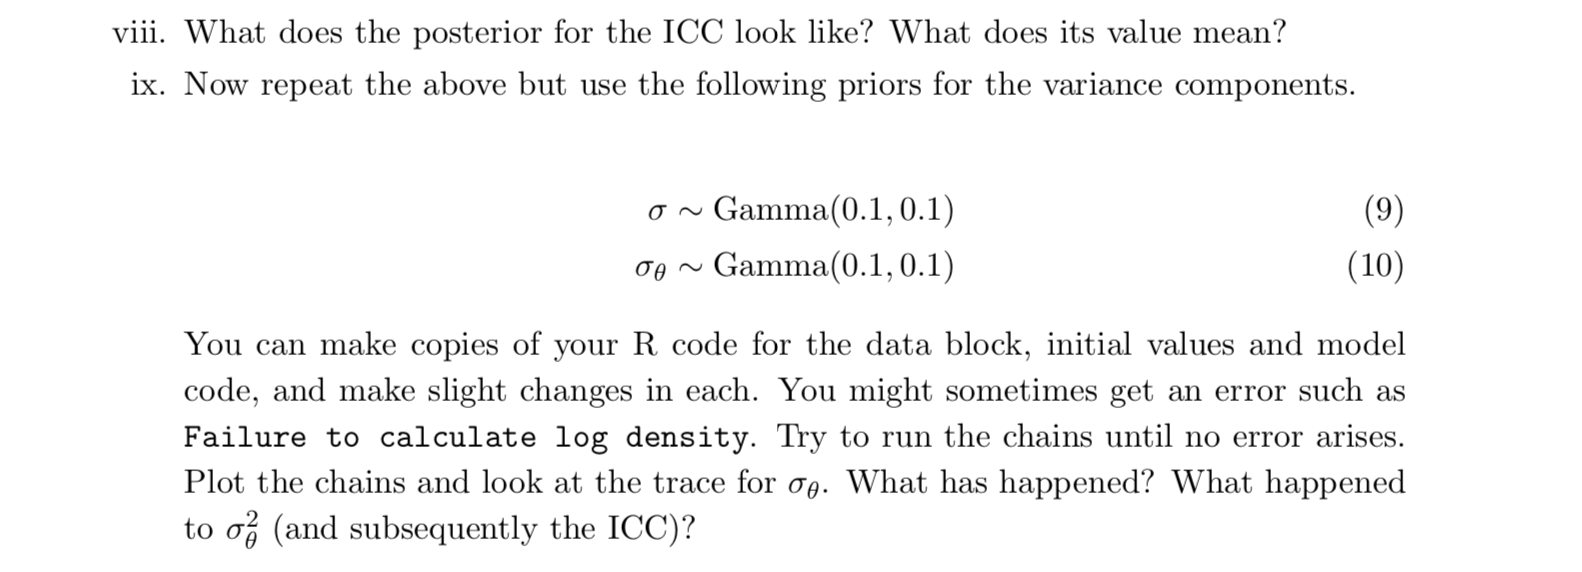 viii. What does the posterior for the ICC look like? What does its value mean?
ix. Now repeat the above but use the following priors for the variance components.
σ ∼ Gamma(0.1, 0.1) (9)
σθ ∼ Gamma(0.1, 0.1) (10)
You can make copies of your R code for the data block, initial values and model
code, and make slight changes in each. You might sometimes get an error such as
Failure to calculate log density. Try to run the chains until no error arises.
Plot the chains and look at the trace for σθ. What has happened? What happened
to σ²θ (and subsequently the ICC)?